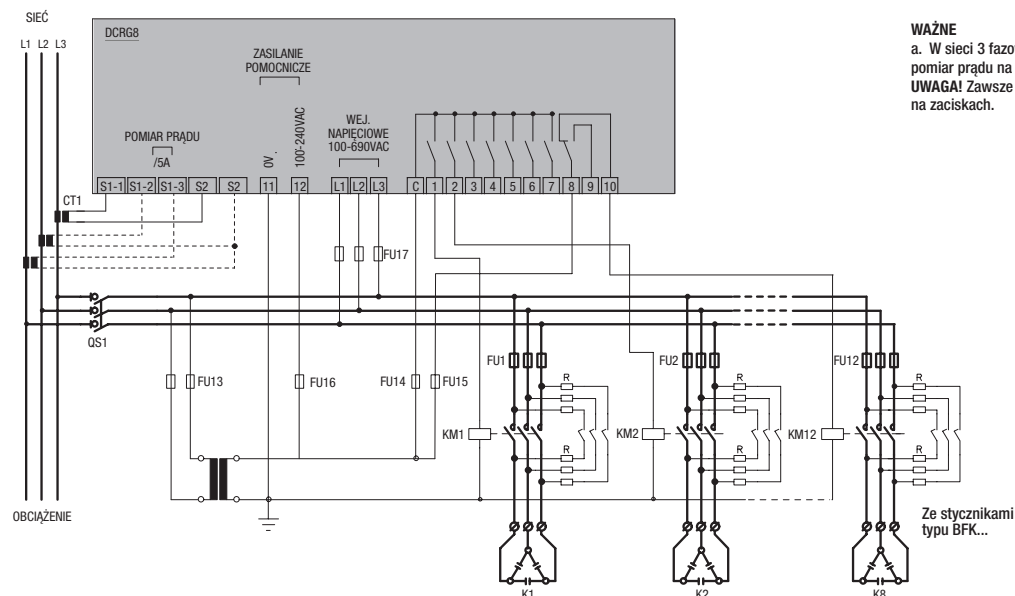 SIEĆ
L1 L2 L3
DCRG8
ZASILANIE
POMOCNICZE
0V .
100-240VAC
POMIAR PRĄDU
/5A
WEJ.
NAPIĘCIOWE
100-690VAC
S1-1 S1-2 S1-3 S2 S2 11 12 L1 L2 L3 C 1 2 3 4 5 6 7 8 9 10
WAŻNE
a. W sieci 3 fazo
pomiar prądu na
UWAGA! Zawsze
na zaciskach.
CT1
FU17
QS1
FU13
FU16
FU14
FU15
FU1
FU2
FU12
R
R
R
KM1
KM2
KM12
R
R
R
OBCIĄŻENIE
Ze stycznikami
typu BFK...
K1
K2
K8